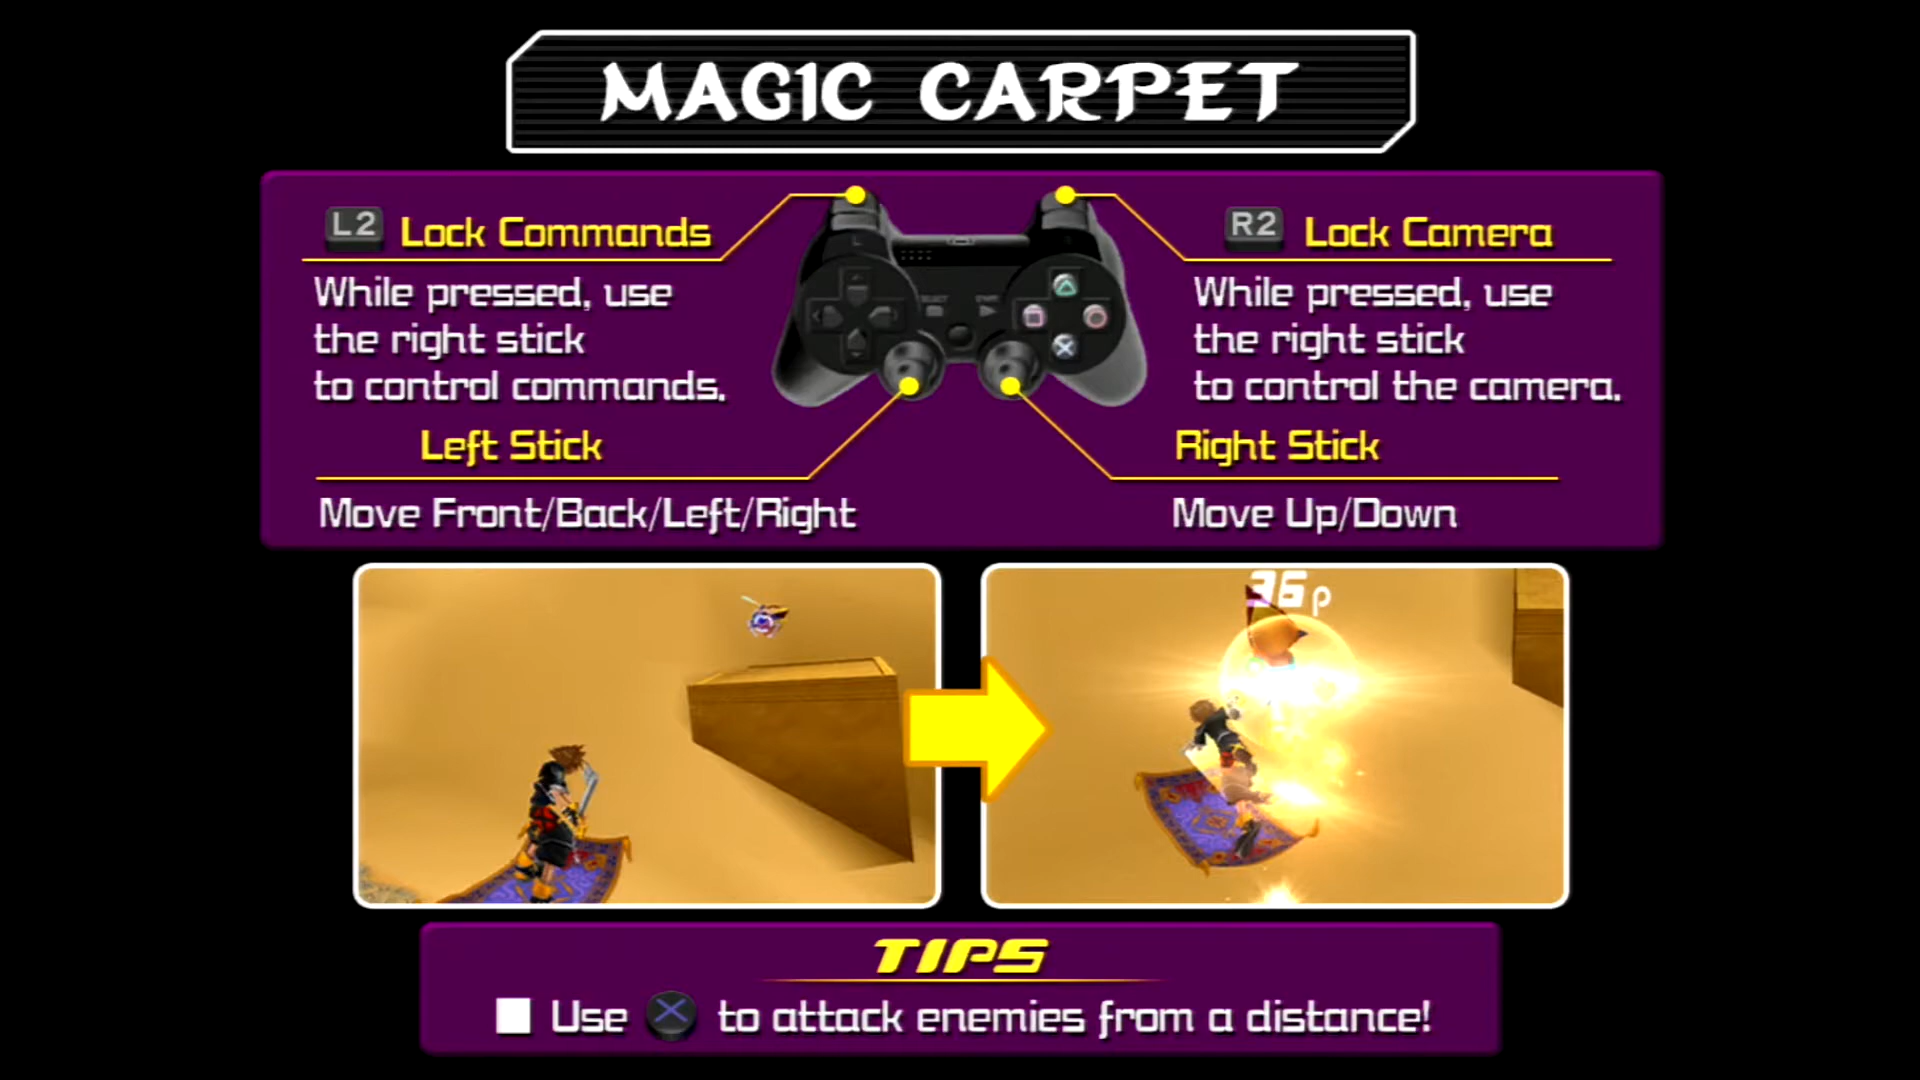 MAGIC CARPET
L2 Lock Commands
While pressed, use
the right stick
to control commands.
R2 Lock Camera
While pressed, use
the right stick
to control the camera.
Left Stick
Move Front/Back/Left/Right
Right Stick
Move Up/Down
36p
TIPS
Use to attack enemies from a distance!